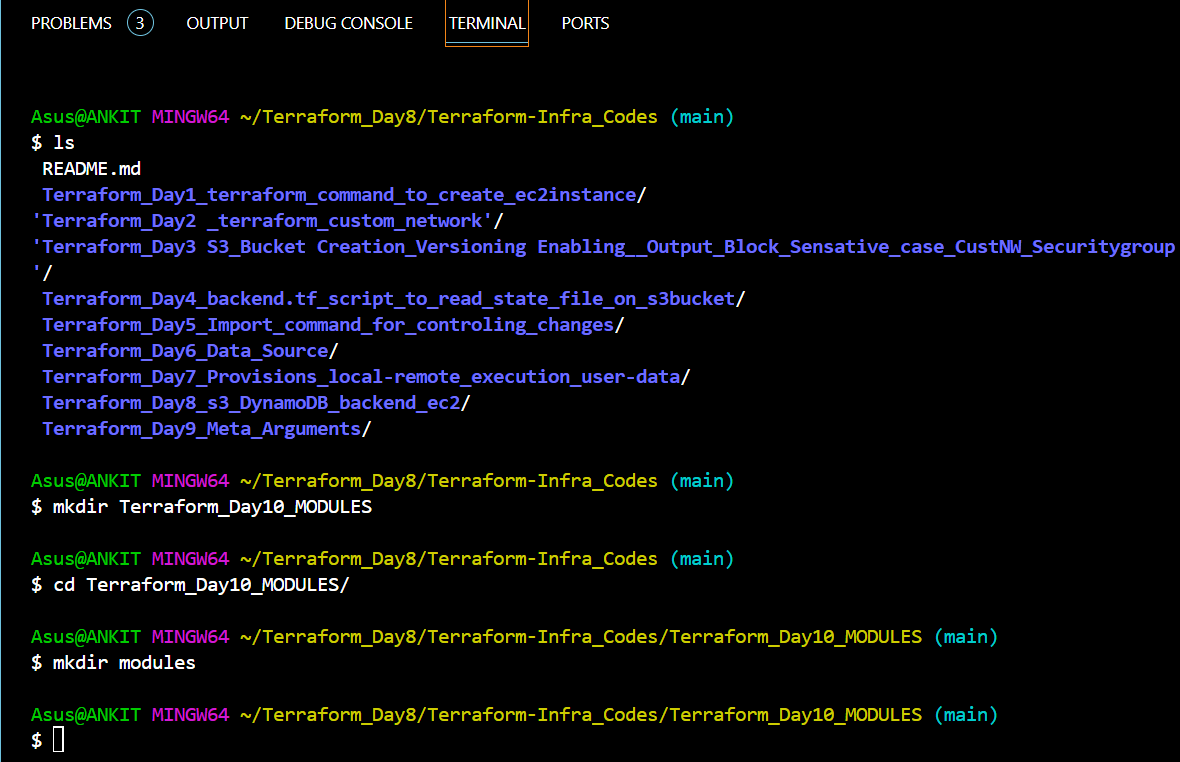 PROBLEMS 3 OUTPUT DEBUG CONSOLE TERMINAL PORTS
Asus@ANKIT MINGW64 ~/Terraform_Day8/Terraform-Infra_Codes (main)
$ ls
README.md
Terraform_Day1_terraform_command_to_create_ec2instance/
'Terraform_Day2 _terraform_custom_network'/
'Terraform_Day3 S3_Bucket Creation_Versioning Enabling__Output_Block_Sensative_case_CustNW_Securitygroup
'/
Terraform_Day4_backend.tf_script_to_read_state_file_on_s3bucket/
Terraform_Day5_Import_command_for_controling_changes/
Terraform_Day6_Data_Source/
Terraform_Day7_Provisions_local-remote_execution_user-data/
Terraform_Day8_s3_DynamoDB_backend_ec2/
Terraform_Day9_Meta_Arguments/
Asus@ANKIT MINGW64 ~/Terraform_Day8/Terraform-Infra_Codes (main)
$ mkdir Terraform_Day10_MODULES
Asus@ANKIT MINGW64 ~/Terraform_Day8/Terraform-Infra_Codes (main)
$ cd Terraform_Day10_MODULES/
Asus@ANKIT MINGW64 ~/Terraform_Day8/Terraform-Infra_Codes/Terraform_Day10_MODULES (main)
$ mkdir modules
Asus@ANKIT MINGW64 ~/Terraform_Day8/Terraform-Infra_Codes/Terraform_Day10_MODULES (main)
$